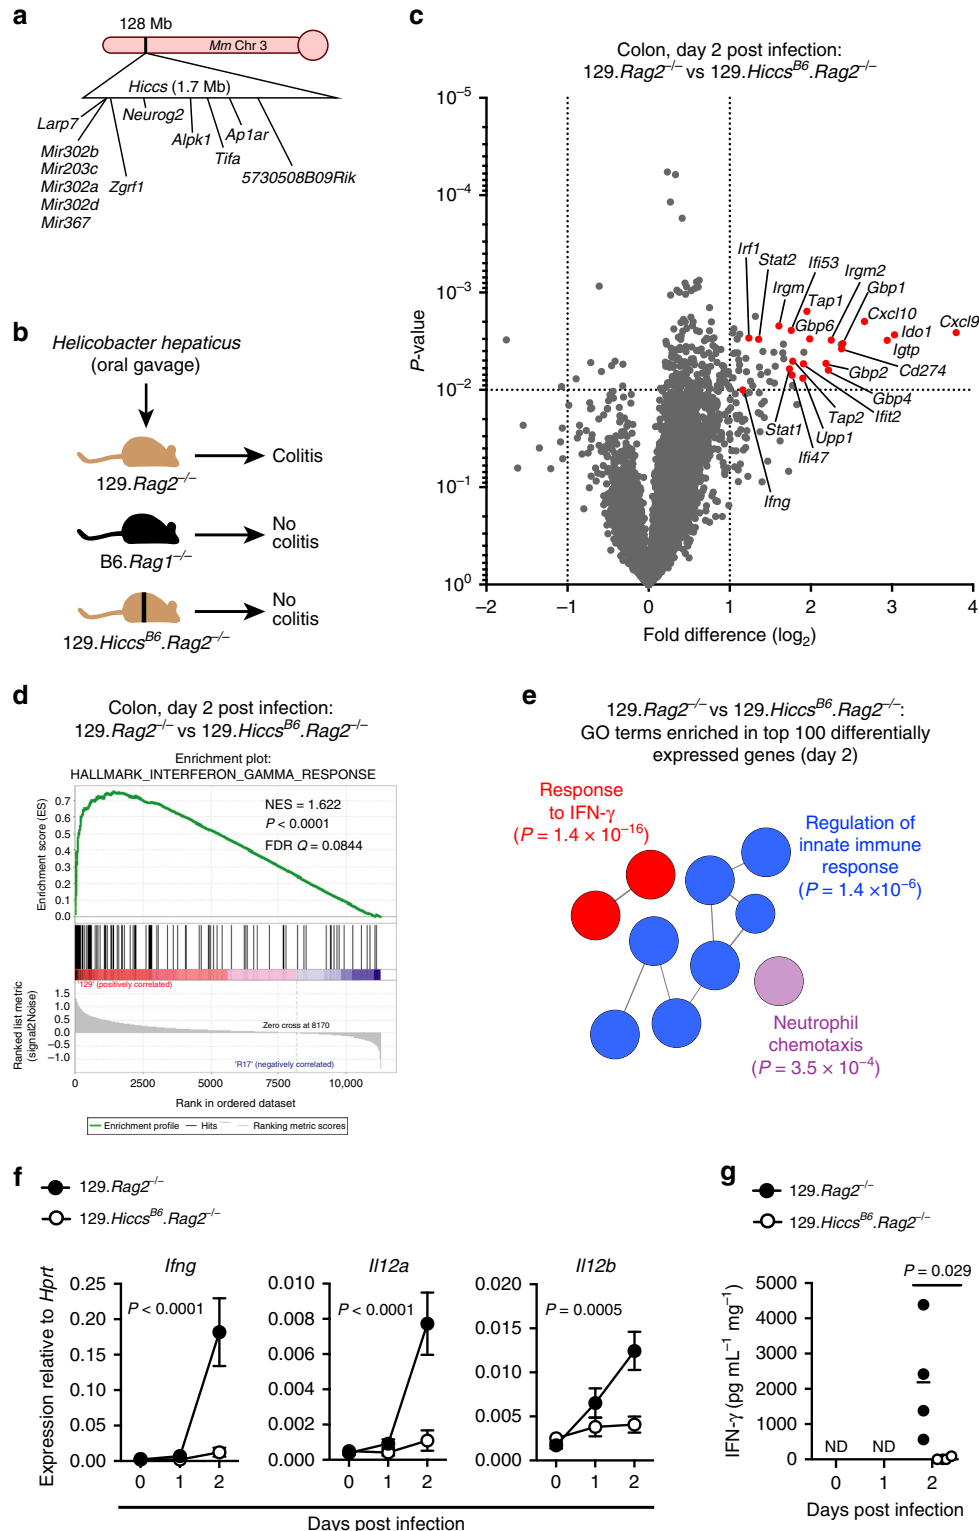 a
128 Mb
Mm Chr 3
Hiccs (1.7 Mb)
Larp7
Neurog2
Alpk1
Ap1ar
Tifa
5730508B09Rik
Mir302b
Mir203c
Mir302a
Mir302d
Mir367
Zgrf1
b
Helicobacter hepaticus
(oral gavage)
129.Rag2–/–
Colitis
B6.Rag1–/–
No
colitis
129.HiccsB6.Rag2–/–
No
colitis
c
Colon, day 2 post infection:
129.Rag2–/– vs 129.HiccsB6.Rag2–/–
P-value
10–5
10–4
10–3
10–2
10–1
100
Irf1
Stat2
Irgm
Ifi53
Tap1
Gbp6
Irgm2
Gbp1
Cxcl10
Ido1
Cxcl9
Igtp
Cd274
Gbp2
Gbp4
Ifit2
Tap2
Upp1
Stat1
Ifi47
Ifng
–2
–1
0
1
2
3
4
Fold difference (log2)
d
Colon, day 2 post infection:
129.Rag2–/– vs 129.HiccsB6.Rag2–/–
Enrichment plot:
HALLMARK_INTERFERON_GAMMA_RESPONSE
Enrichment score (ES)
0.7
0.6
0.5
0.4
0.3
0.2
0.1
0.0
NES = 1.622
P < 0.0001
FDR Q = 0.0844
'129' (positively correlated)
Ranked list metric
(signal2Noise)
1.5
1.0
0.5
0.0
–0.5
–1.0
Zero cross at 8170
'R17' (negatively correlated)
0
2500
5000
7500
10,000
Rank in ordered dataset
Enrichment profile
Hits
Ranking metric scores
e
129.Rag2–/– vs 129.HiccsB6.Rag2–/–:
GO terms enriched in top 100 differentially
expressed genes (day 2)
Response
to IFN-γ
(P = 1.4 × 10–16)
Regulation of
innate immune
response
(P = 1.4 ×10–6)
Neutrophil
chemotaxis
(P = 3.5 × 10–4)
f
129.Rag2–/–
129.HiccsB6.Rag2–/–
Expression relative to Hprt
Ifng
P < 0.0001
0.25
0.20
0.15
0.10
0.05
0.00
0
1
2
Il12a
P < 0.0001
0.010
0.008
0.006
0.004
0.002
0.000
0
1
2
Il12b
P = 0.0005
0.020
0.015
0.010
0.005
0.000
0
1
2
Days post infection
g
129.Rag2–/–
129.HiccsB6.Rag2–/–
P = 0.029
IFN-γ (pg mL–1 mg–1)
5000
4000
3000
2000
1000
0
ND
ND
0
1
2
Days post infection